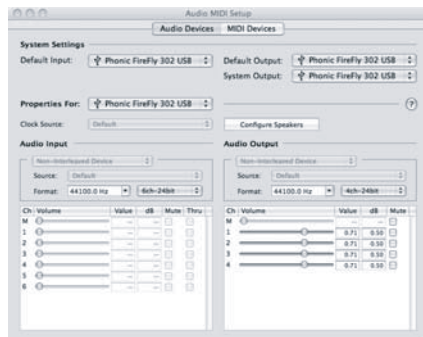 Audio MIDI Setup
Audio Devices MIDI Devices
System Settings
Default Input: Phonic FireFly 302 USB
Default Output: Phonic FireFly 302 USB
System Output: Phonic FireFly 302 USB
Properties For: Phonic FireFly 302 USB
?
Clock Source: Default
Configure Speakers
Audio Input
Audio Output
Non-Interleaved Device
Non-Interleaved Device
Source: Default
Source: Default
Format: 44100.0 Hz 6ch-24bit
Format: 44100.0 Hz 4ch-24bit
Ch Volume Value dB Mute Thru
M -- --
1 -- --
2 -- --
3 -- --
4 -- --
5 -- --
6 -- --
Ch Volume Value dB Mute
M -- --
1 0.71 0.50
2 0.71 0.50
3 0.71 0.50
4 0.71 0.50